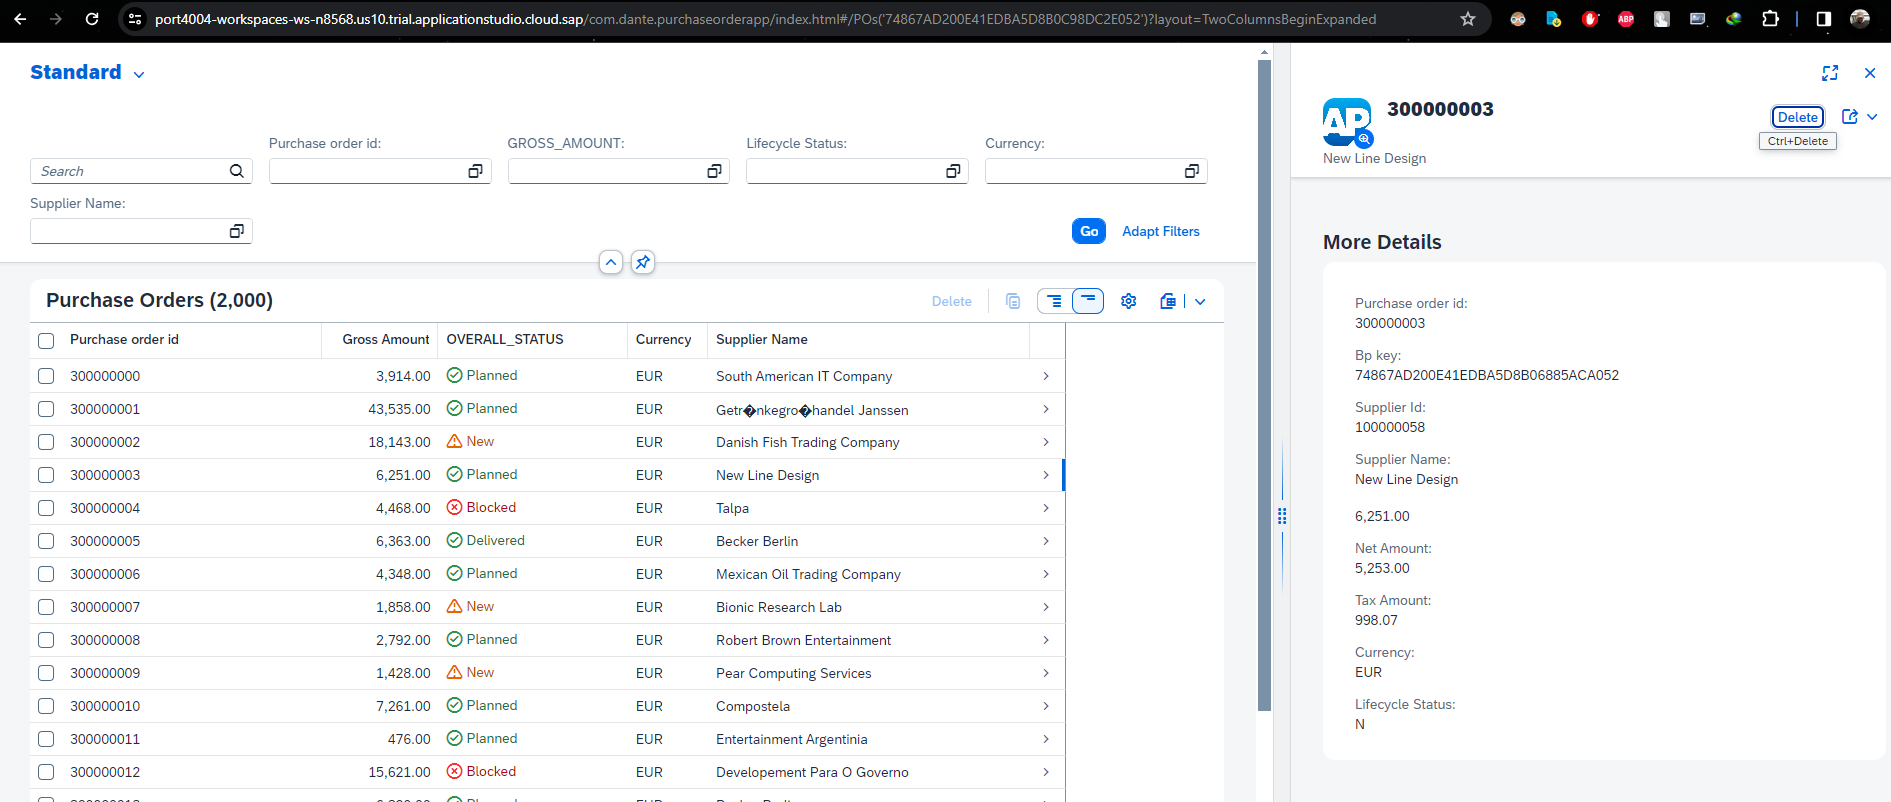 port4004-workspaces-ws-n8568.us10.trial.applicationstudio.cloud.sap/com.dante.purchaseorderapp/index.html#/POs('74867AD200E41EDBA5D8B0C98DC2E052')?layout=TwoColumnsBeginExpanded
ABP
Standard
Purchase order id:
GROSS_AMOUNT:
Lifecycle Status:
Currency:
Search
Supplier Name:
Go
Adapt Filters
Purchase Orders (2,000)
Delete
Purchase order id Gross Amount OVERALL_STATUS Currency Supplier Name
300000000 3,914.00 Planned EUR South American IT Company
300000001 43,535.00 Planned EUR Getr�nkegro�handel Janssen
300000002 18,143.00 New EUR Danish Fish Trading Company
300000003 6,251.00 Planned EUR New Line Design
300000004 4,468.00 Blocked EUR Talpa
300000005 6,363.00 Delivered EUR Becker Berlin
300000006 4,348.00 Planned EUR Mexican Oil Trading Company
300000007 1,858.00 New EUR Bionic Research Lab
300000008 2,792.00 Planned EUR Robert Brown Entertainment
300000009 1,428.00 New EUR Pear Computing Services
300000010 7,261.00 Planned EUR Compostela
300000011 476.00 Planned EUR Entertainment Argentinia
300000012 15,621.00 Blocked EUR Developement Para O Governo
AP
300000003
Delete
Ctrl+Delete
New Line Design
More Details
Purchase order id:
300000003
Bp key:
74867AD200E41EDBA5D8B06885ACA052
Supplier Id:
100000058
Supplier Name:
New Line Design
6,251.00
Net Amount:
5,253.00
Tax Amount:
998.07
Currency:
EUR
Lifecycle Status:
N